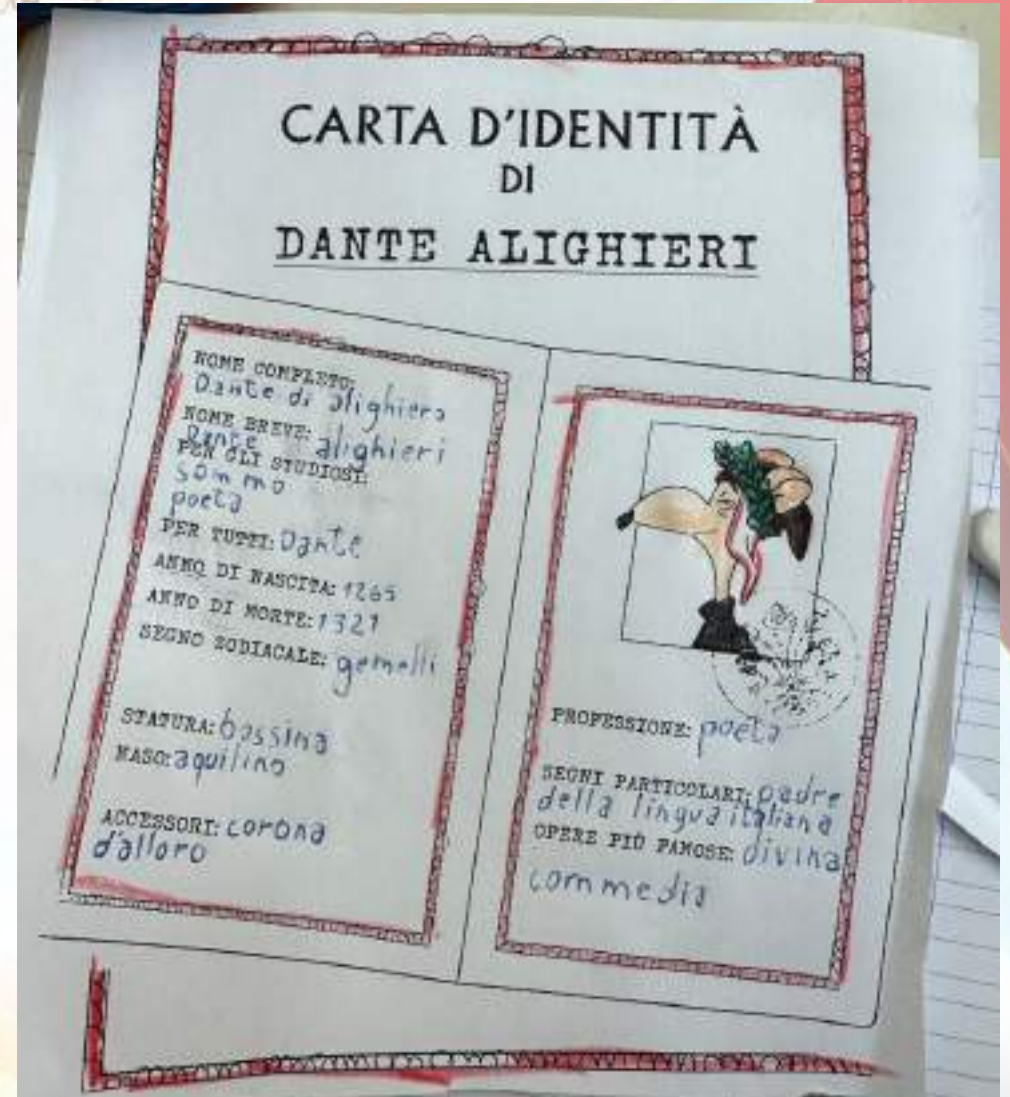 CARTA D'IDENTITÀ
DI
DANTE ALIGHIERI
NOME COMPLETO:
Dante di alighiero
NOME BREVE:
Dante alighieri
PER GLI STUDIOSI:
sommo
poeta
PER TUTTI: Dante
ANNO DI NASCITA: 1265
ANNO DI MORTE: 1321
SEGNO ZODIACALE: gemelli
STATURA: bassina
NASO: aquilino
ACCESSORI: corona
d'alloro
PROFESSIONE: poeta
SEGNI PARTICOLARI: padre
della lingua italiana
OPERE PIÙ FAMOSE: divina
commedia